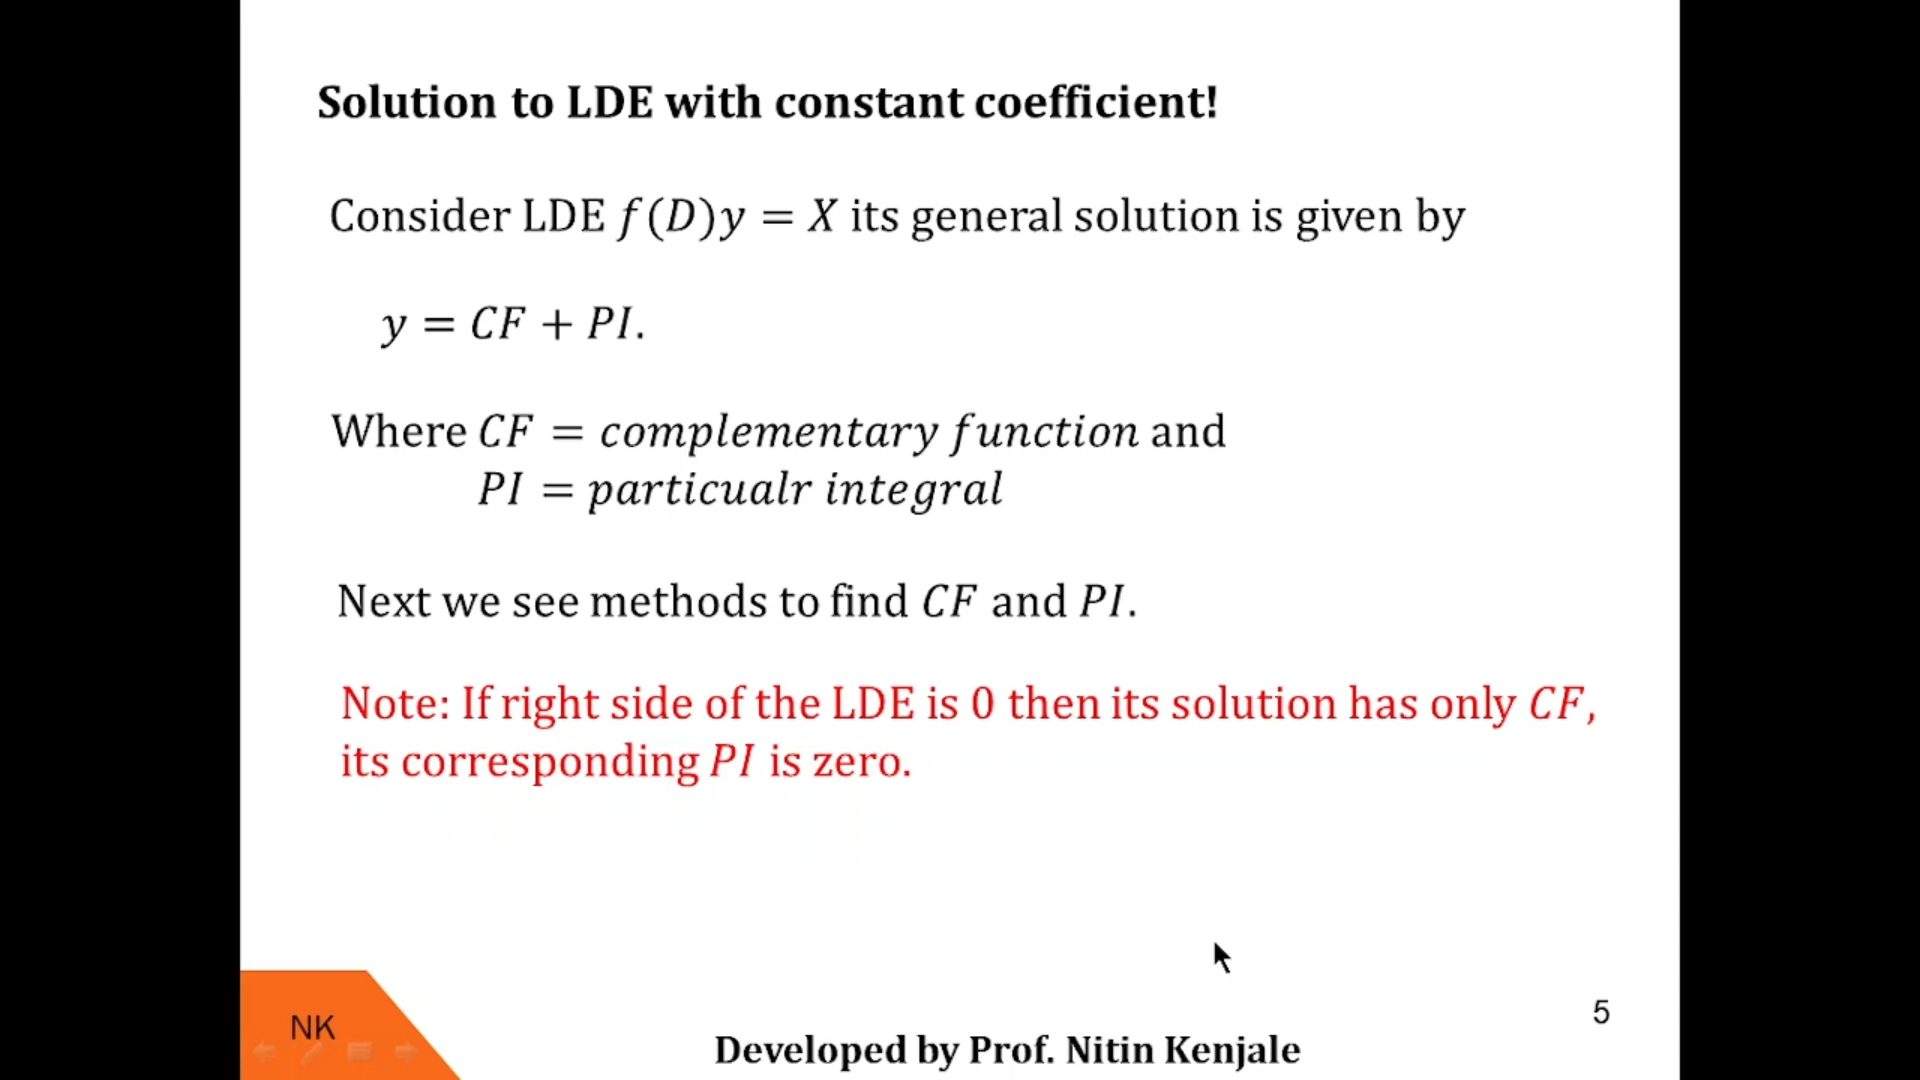 Solution to LDE with constant coefficient!
Consider LDE f(D)y = X its general solution is given by
y = CF + PI.
Where CF = complementary function and
PI = particualr integral
Next we see methods to find CF and PI.
Note: If right side of the LDE is 0 then its solution has only CF,
its corresponding PI is zero.
NK
Developed by Prof. Nitin Kenjale
5